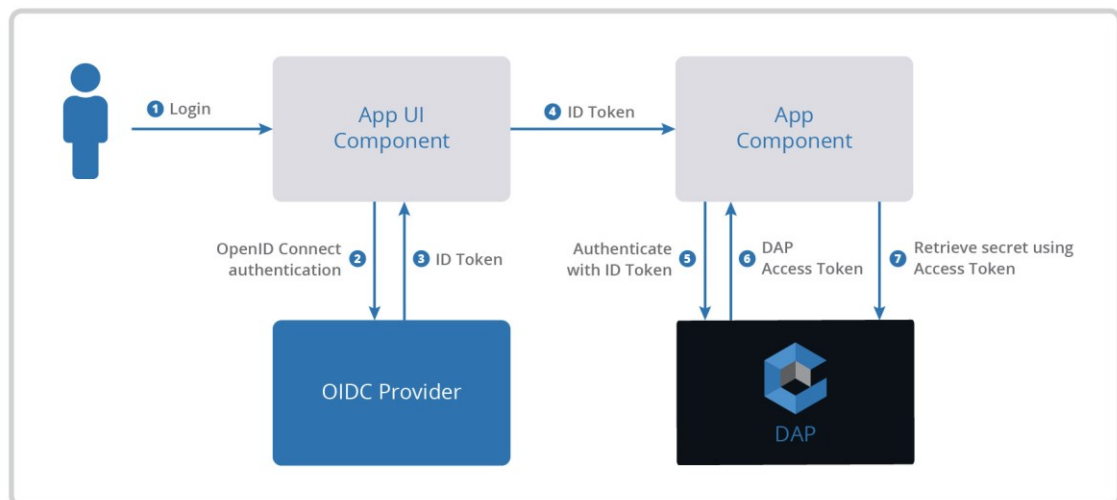 1 Login
App UI
Component
4 ID Token
App
Component
OpenID Connect
authentication 2
3 ID Token
Authenticate
with ID Token 5
6 DAP
Access Token
7 Retrieve secret using
Access Token
OIDC Provider
DAP